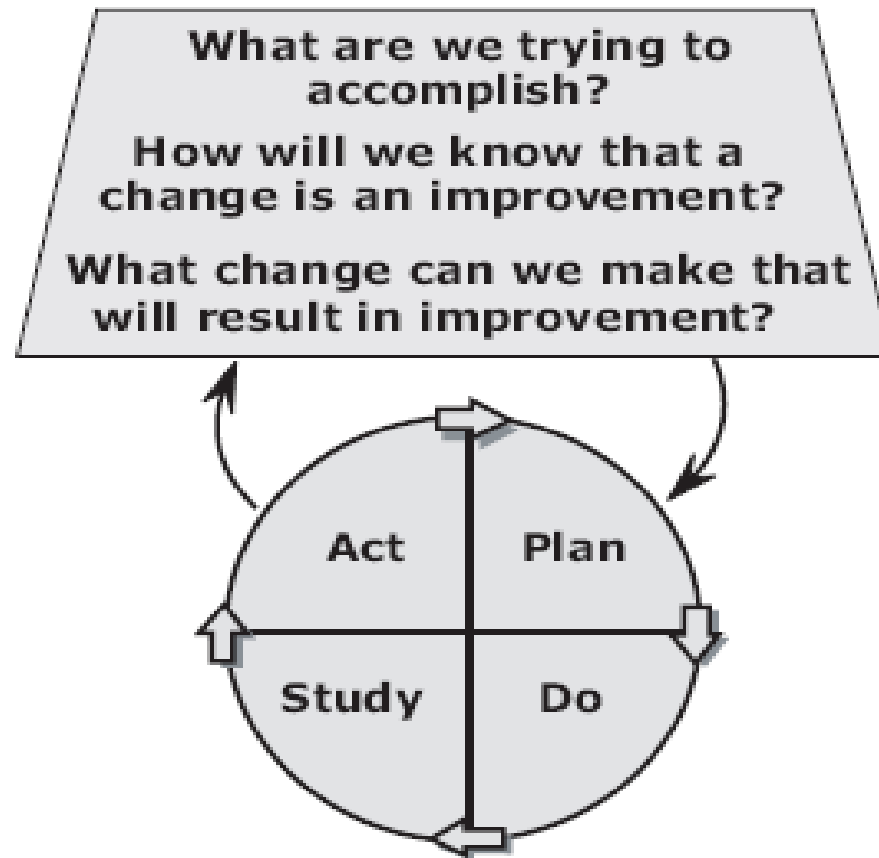 What are we trying to
accomplish?
How will we know that a
change is an improvement?
What change can we make that
will result in improvement?
Act
Plan
Study
Do